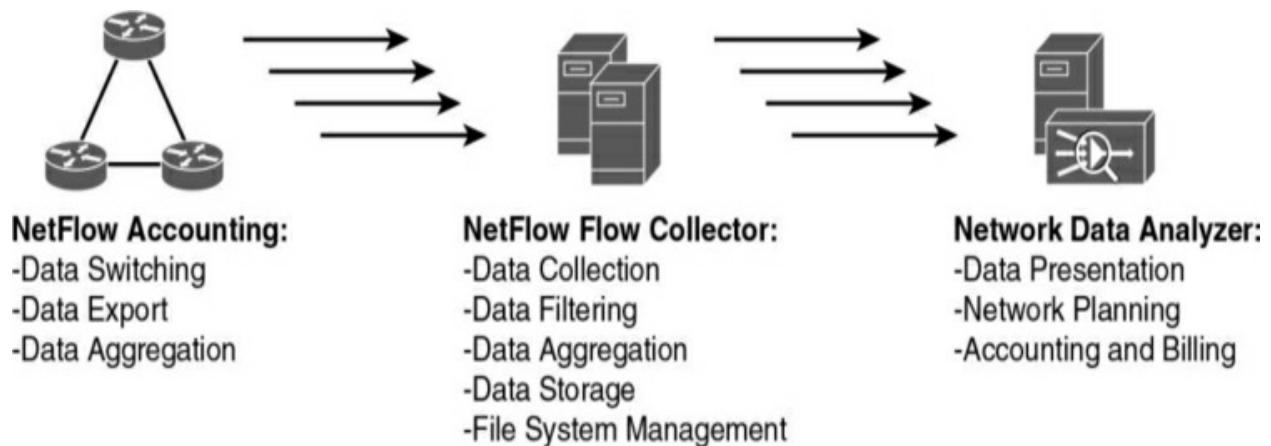 NetFlow Accounting:
-Data Switching
-Data Export
-Data Aggregation
NetFlow Flow Collector:
-Data Collection
-Data Filtering
-Data Aggregation
-Data Storage
-File System Management
Network Data Analyzer:
-Data Presentation
-Network Planning
-Accounting and Billing